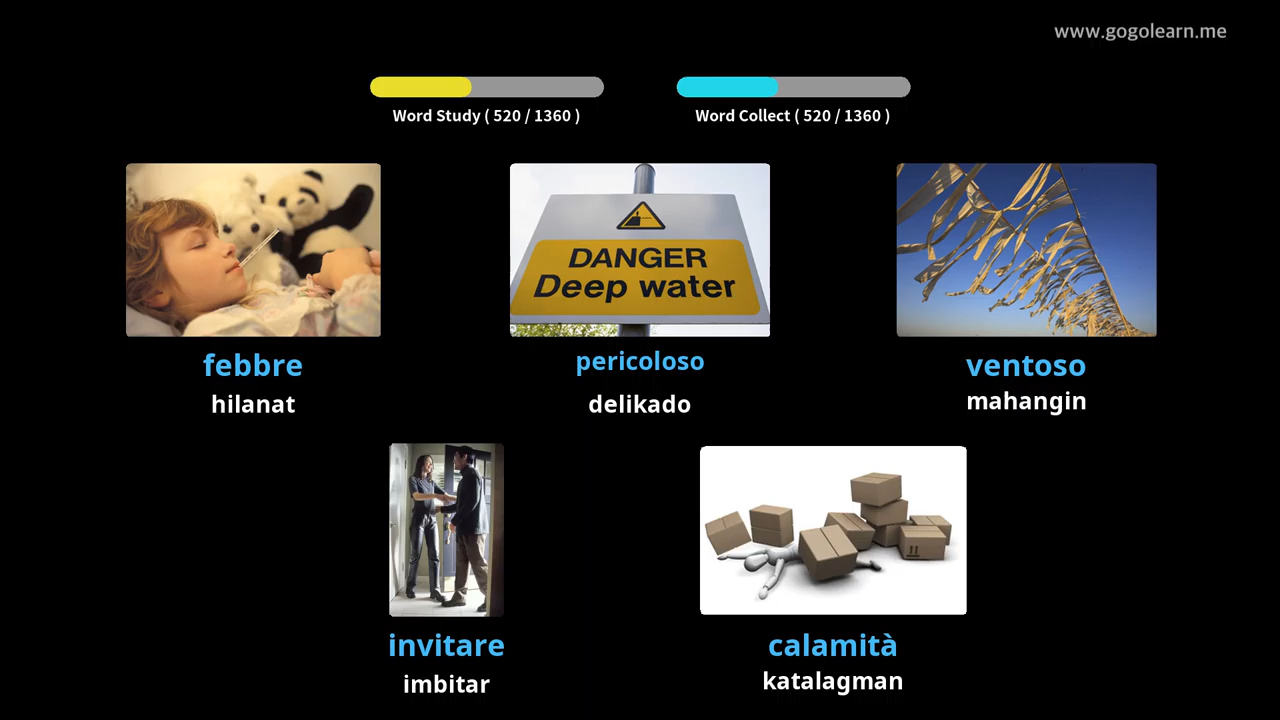 www.gogolearn.me
Word Study ( 520 / 1360 )
Word Collect ( 520 / 1360 )
DANGER
Deep water
febbre
hilanat
pericoloso
delikado
ventoso
mahangin
invitare
imbitar
calamità
katalagman